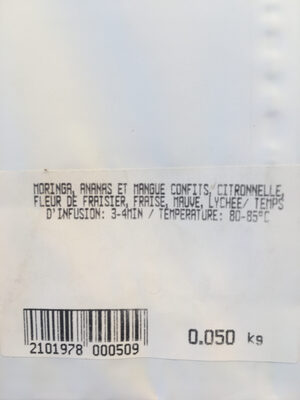 MORINGA, ANANAS ET MANGUE CONFITS, CITRONNELLE,
FLEUR DE FRAISIER, FRAISE, MAUVE, LYCHEE/ TEMPS
D'INFUSION: 3-4MIN / TEMPERATURE: 80-85°C
0.050 kg
2101978 000509